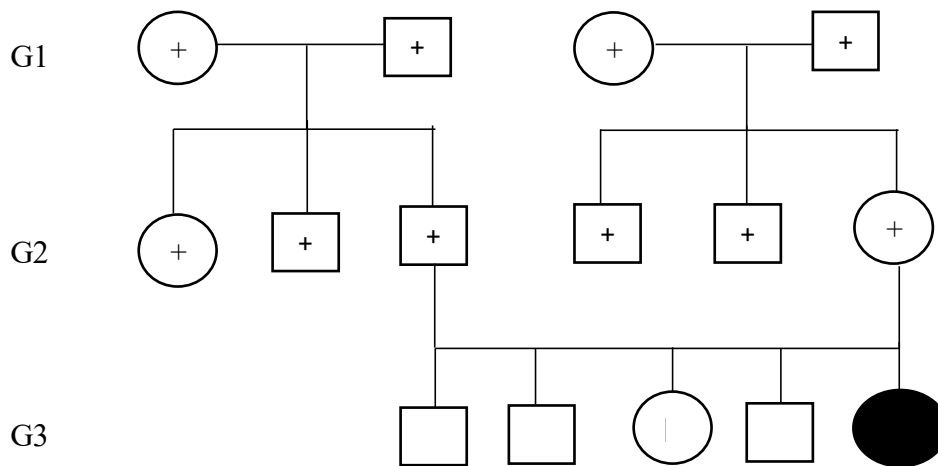 G1 + + + +
G2 + + + + + +
G3